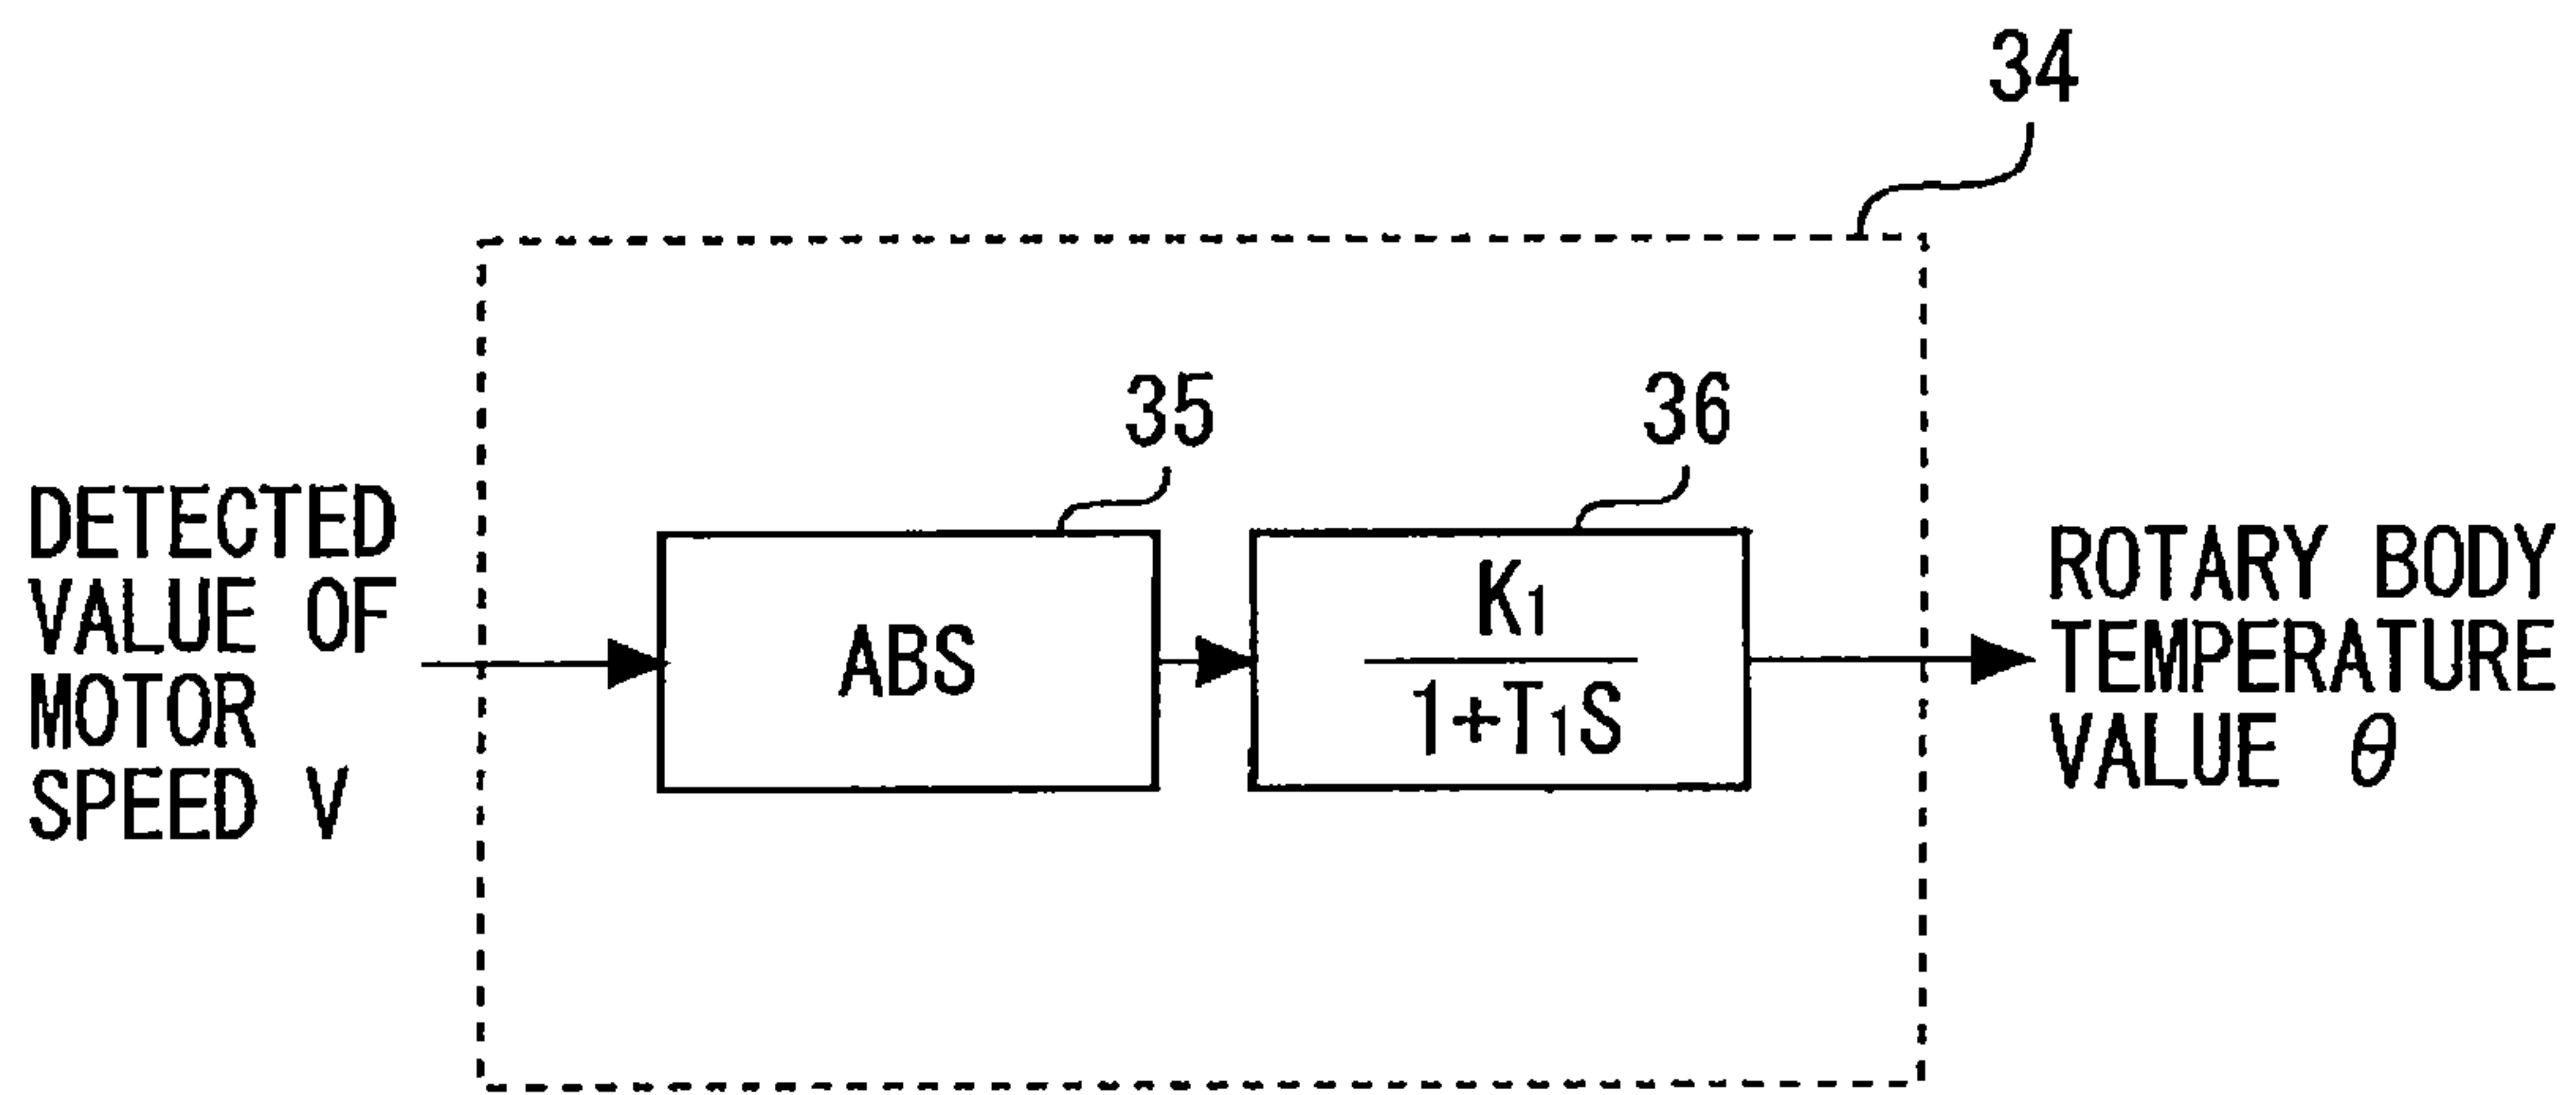 34
35
36
DETECTED
VALUE OF
MOTOR
SPEED V
ABS
K1
1+T1S
ROTARY BODY
TEMPERATURE
VALUE θ